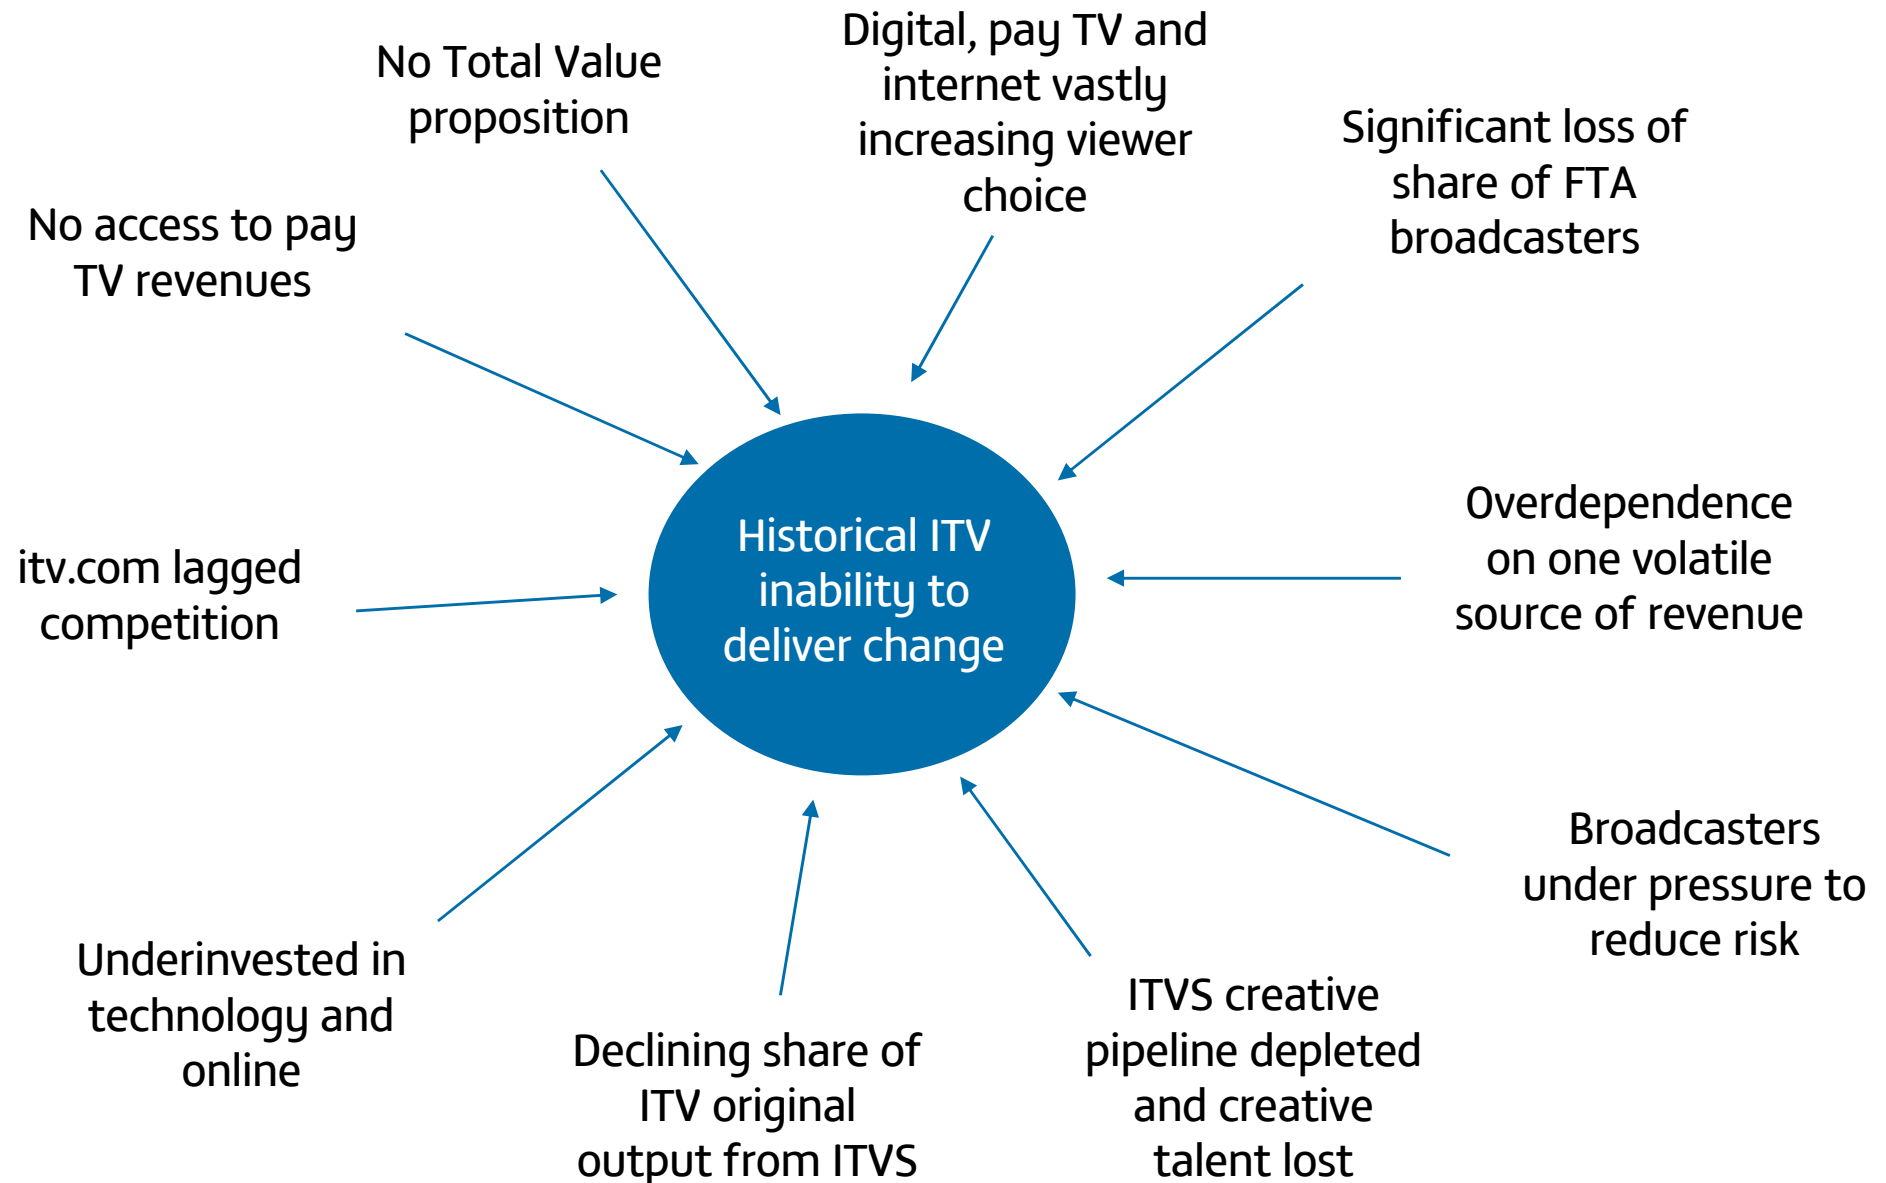 No Total Value
proposition
Digital, pay TV and
internet vastly
increasing viewer
choice
Significant loss of
share of FTA
broadcasters
No access to pay
TV revenues
Overdependence
on one volatile
source of revenue
Historical ITV
inability to
deliver change
itv.com lagged
competition
Broadcasters
under pressure to
reduce risk
Underinvested in
technology and
online
Declining share of
ITV original
output from ITVS
ITVS creative
pipeline depleted
and creative
talent lost